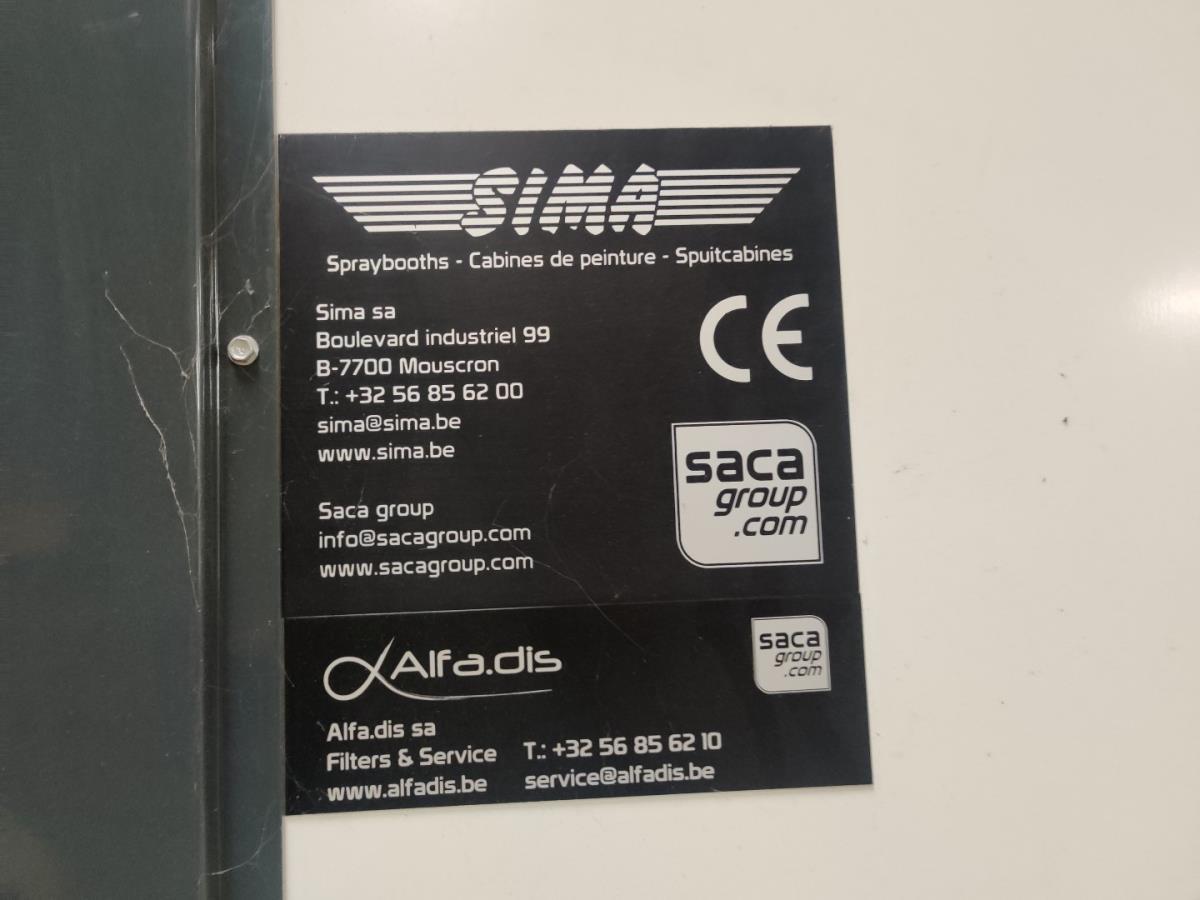 SIMA
Spraybooths - Cabines de peinture - Spuitcabines
Sima sa
Boulevard industriel 99
B-7700 Mouscron
T.: +32 56 85 62 00
sima@sima.be
www.sima.be
CE
saca
group
.com
Saca group
info@sacagroup.com
www.sacagroup.com
Alfa.dis
saca
group
.com
Alfa.dis sa
Filters & Service T.: +32 56 85 62 10
www.alfadis.be service@alfadis.be